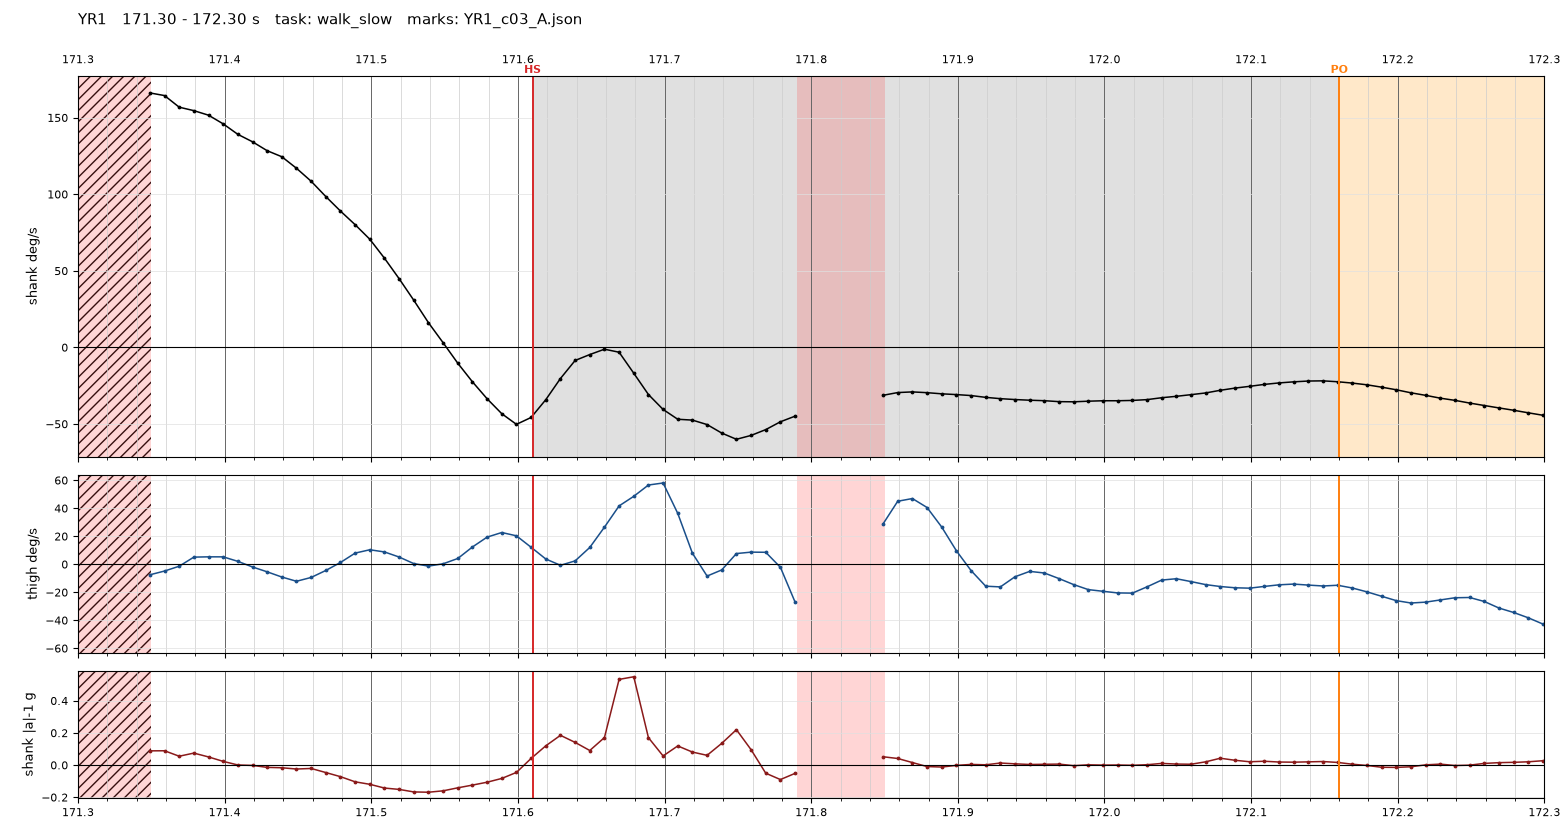 YR1 171.30 - 172.30 s task: walk_slow marks: YR1_c03_A.json
171.3 171.4 171.5 171.6 171.7 171.8 171.9 172.0 172.1 172.2 172.3
HS PO
shank deg/s
150
100
50
0
−50
thigh deg/s
60
40
20
0
−20
−40
−60
shank |a|-1 g
0.4
0.2
0.0
−0.2
171.3 171.4 171.5 171.6 171.7 171.8 171.9 172.0 172.1 172.2 172.3